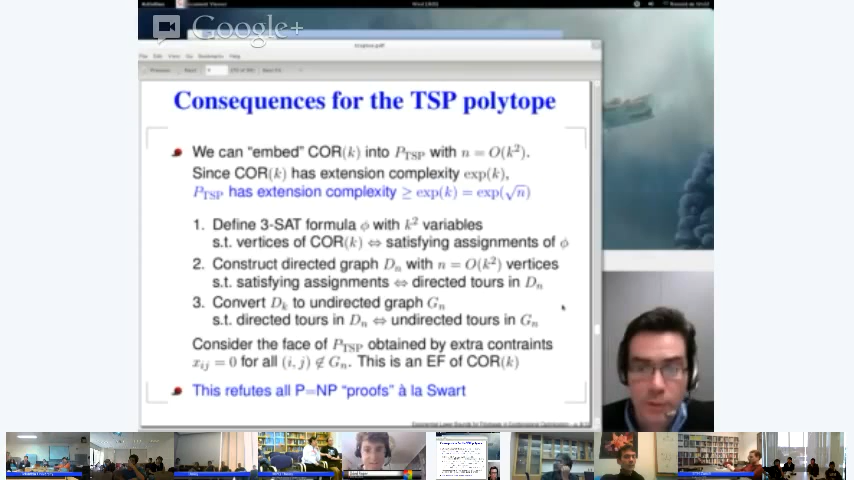 Google+
Consequences for the TSP polytope
We can "embed" COR(k) into P_TSP with n = O(k²).
Since COR(k) has extension complexity exp(k),
P_TSP has extension complexity ≥ exp(k) = exp(√n)
1. Define 3-SAT formula ϕ with k² variables
s.t. vertices of COR(k) ⇔ satisfying assignments of ϕ
2. Construct directed graph D_n with n = O(k²) vertices
s.t. satisfying assignments ⇔ directed tours in D_n
3. Convert D_k to undirected graph G_n
s.t. directed tours in D_n ⇔ undirected tours in G_n
Consider the face of P_TSP obtained by extra contraints
x_ij = 0 for all (i, j) ∉ G_n. This is an EF of COR(k)
This refutes all P=NP "proofs" à la Swart